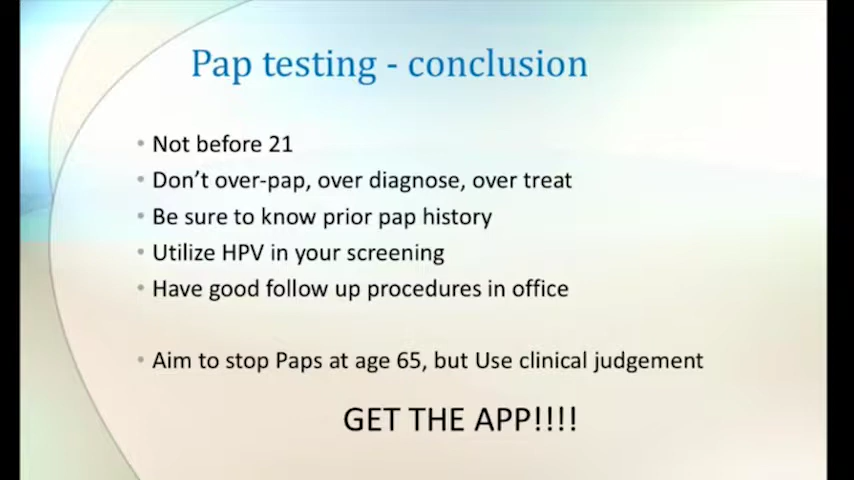 Pap testing - conclusion
• Not before 21
• Don't over-pap, over diagnose, over treat
• Be sure to know prior pap history
• Utilize HPV in your screening
• Have good follow up procedures in office
• Aim to stop Paps at age 65, but Use clinical judgement
GET THE APP!!!!